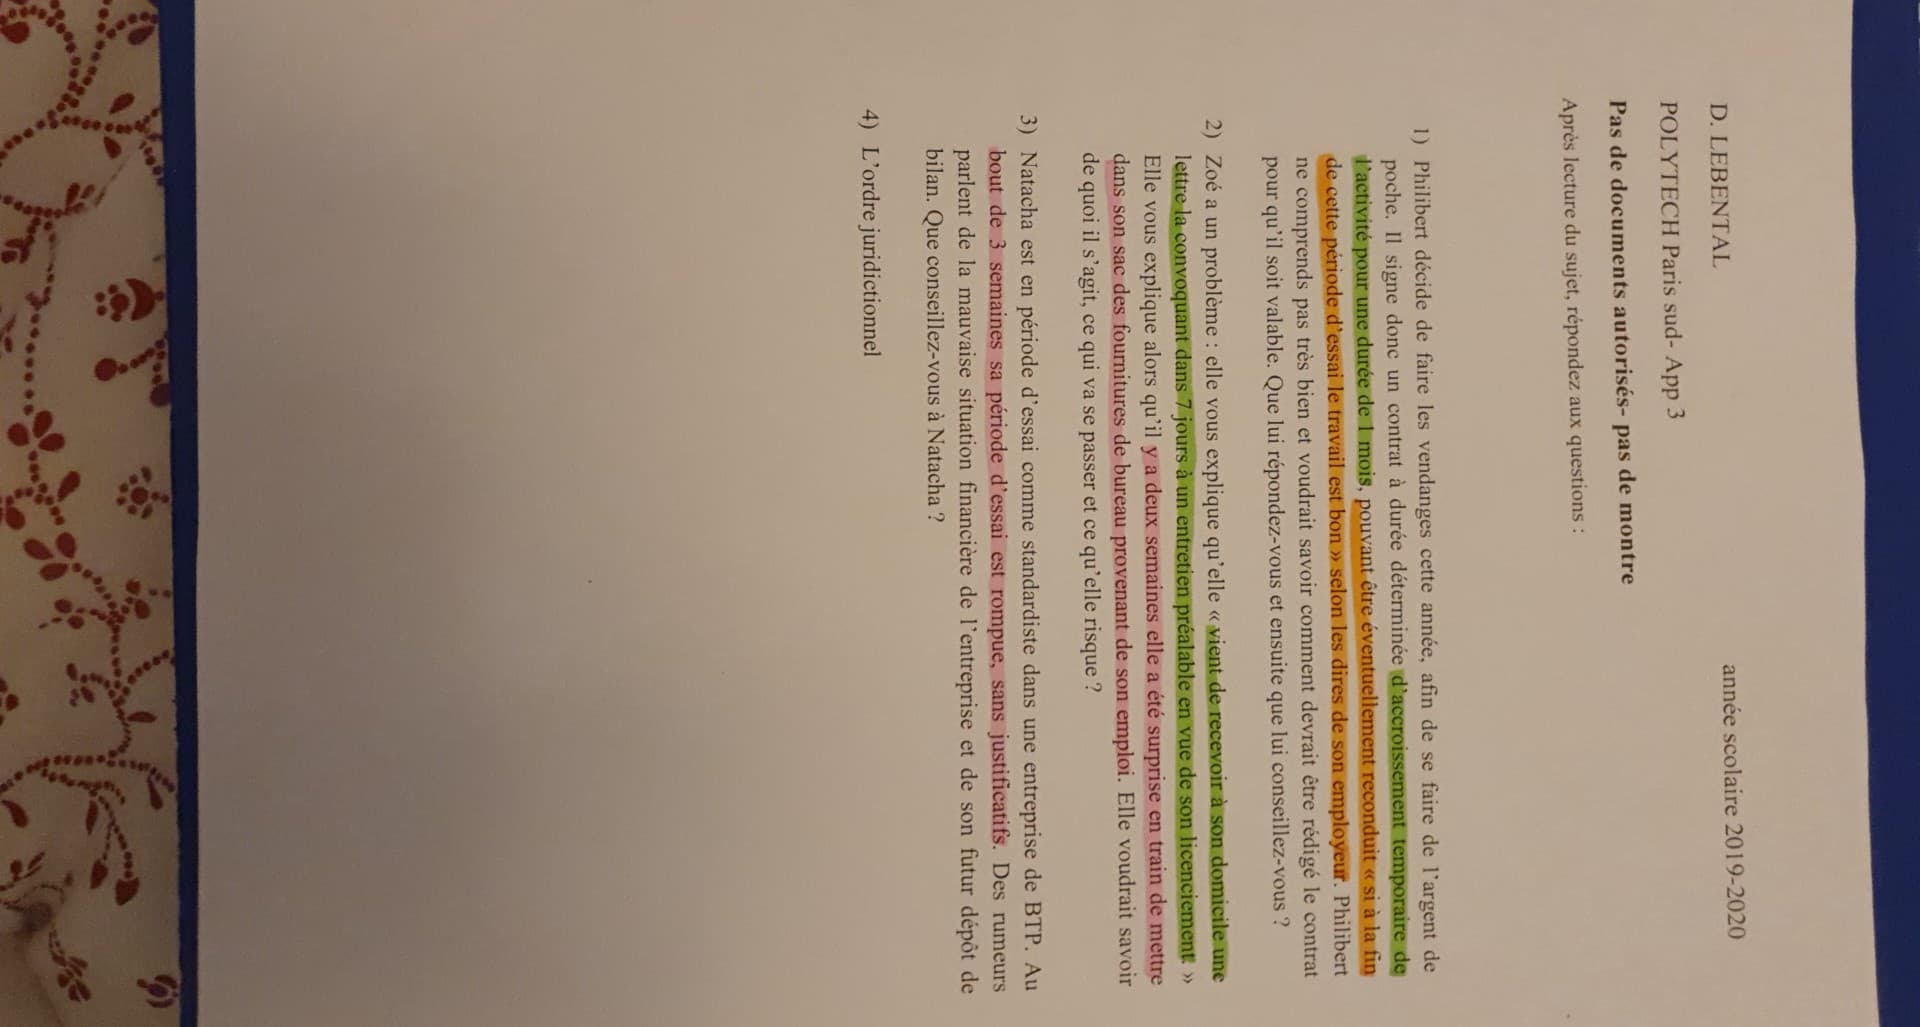 D. LEBENTAL
année scolaire 2019-2020
POLYTECH Paris sud- App 3
Pas de documents autorisés- pas de montre
Après lecture du sujet, répondez aux questions :
1) Philibert décide de faire les vendanges cette année, afin de se faire de l'argent de
poche. Il signe donc un contrat à durée déterminée d'accroissement temporaire de
l'activité pour une durée de 1 mois, pouvant être éventuellement reconduit « si à la fin
de cette période d'essai le travail est bon » selon les dires de son employeur. Philibert
ne comprends pas très bien et voudrait savoir comment devrait être rédigé le contrat
pour qu'il soit valable. Que lui répondez-vous et ensuite que lui conseillez-vous ?
2) Zoé a un problème : elle vous explique qu'elle « vient de recevoir à son domicile une
lettre la convoquant dans 7 jours à un entretien préalable en vue de son licenciement. »
Elle vous explique alors qu'il y a deux semaines elle a été surprise en train de mettre
dans son sac des fournitures de bureau provenant de son emploi. Elle voudrait savoir
de quoi il s'agit, ce qui va se passer et ce qu'elle risque ?
3) Natacha est en période d'essai comme standardiste dans une entreprise de BTP. Au
bout de 3 semaines sa période d'essai est rompue, sans justificatifs. Des rumeurs
parlent de la mauvaise situation financière de l'entreprise et de son futur dépôt de
bilan. Que conseillez-vous à Natacha ?
4) L'ordre juridictionnel